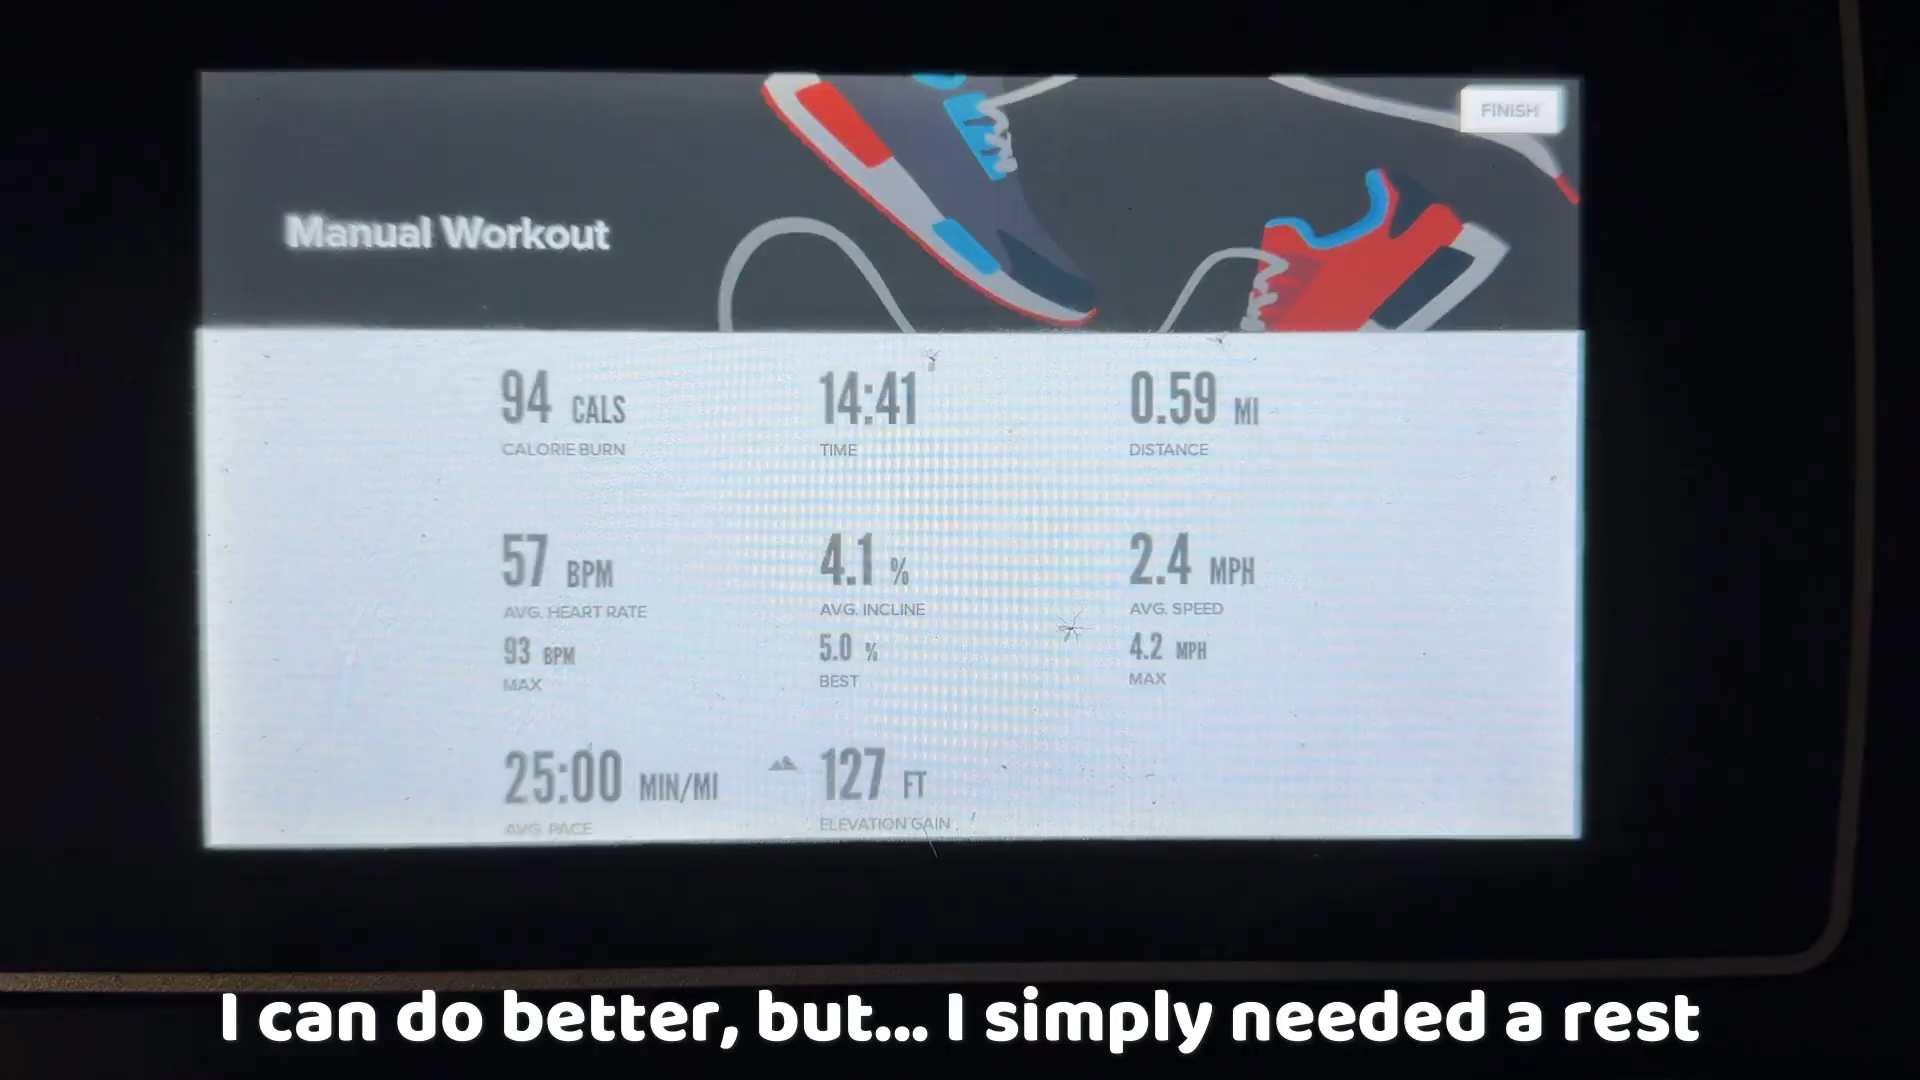 FINISH
Manual Workout
94 CALS
CALORIE BURN
14:41
TIME
0.59 MI
DISTANCE
57 BPM
AVG. HEART RATE
93 BPM
MAX
4.1 %
AVG. INCLINE
5.0 %
BEST
2.4 MPH
AVG. SPEED
4.2 MPH
MAX
25:00 MIN/MI
AVG. PACE
127 FT
ELEVATION GAIN
I can do better, but... I simply needed a rest